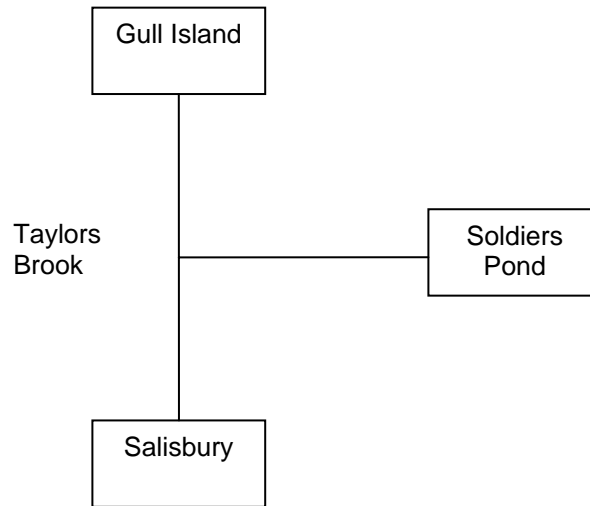 Gull Island
Taylors
Brook
Soldiers
Pond
Salisbury